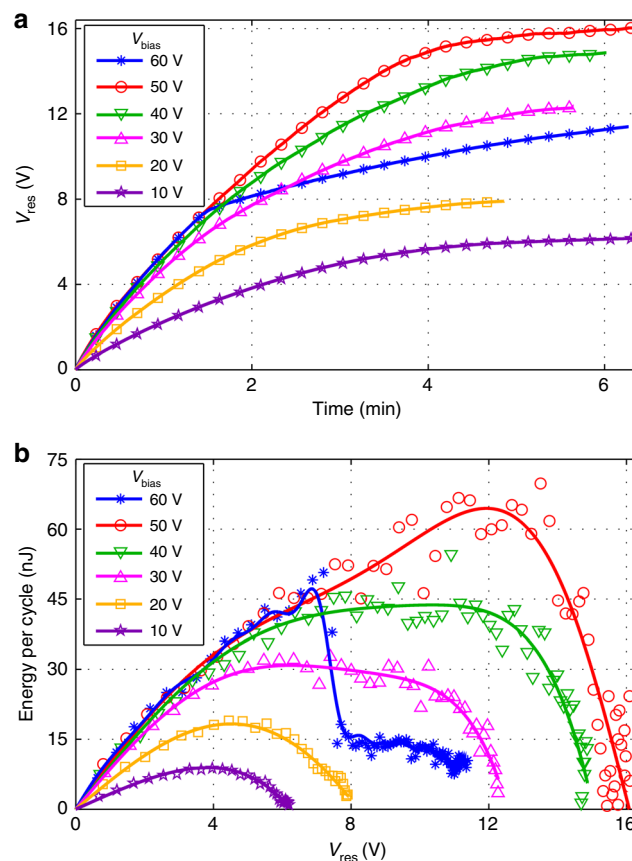 a
16
12
8
4
0
V_res (V)
V_bias
60 V
50 V
40 V
30 V
20 V
10 V
0
2
4
6
Time (min)
b
75
60
45
30
15
0
Energy per cycle (nJ)
V_bias
60 V
50 V
40 V
30 V
20 V
10 V
0
4
8
12
16
V_res (V)